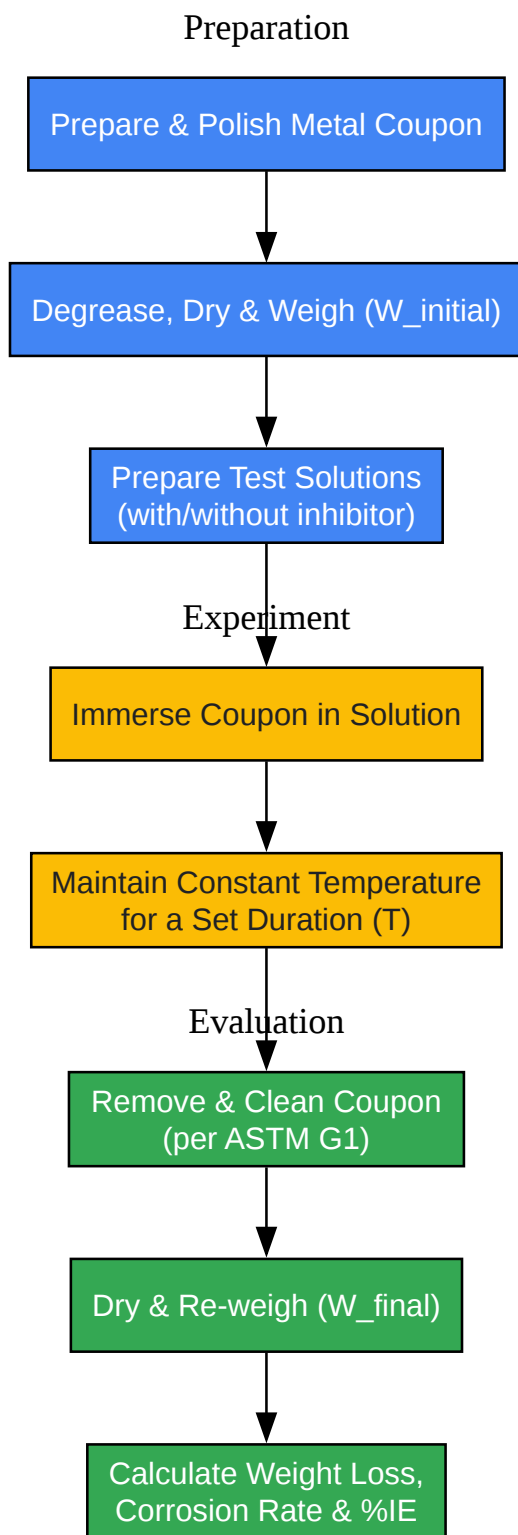 Preparation
Prepare & Polish Metal Coupon
Degrease, Dry & Weigh (W_initial)
Prepare Test Solutions
(with/without inhibitor)
Experiment
Immerse Coupon in Solution
Maintain Constant Temperature
for a Set Duration (T)
Evaluation
Remove & Clean Coupon
(per ASTM G1)
Dry & Re-weigh (W_final)
Calculate Weight Loss,
Corrosion Rate & %IE